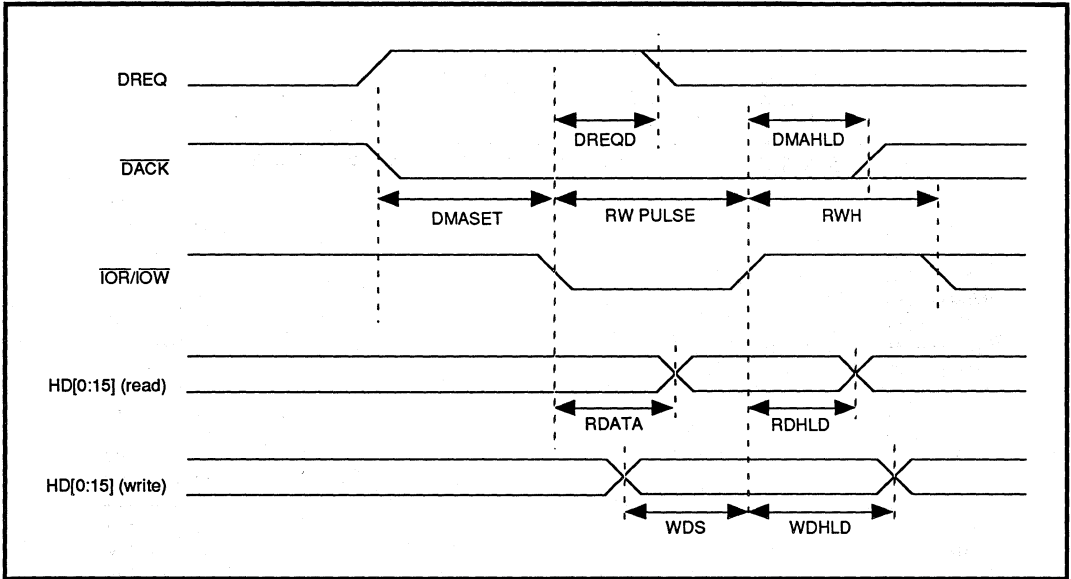 DREQ
DREQD
DMAHLD
DACK
DMASET
RW PULSE
RWH
IOR/IOW
HD[0:15] (read)
RDATA
RDHLD
HD[0:15] (write)
WDS
WDHLD